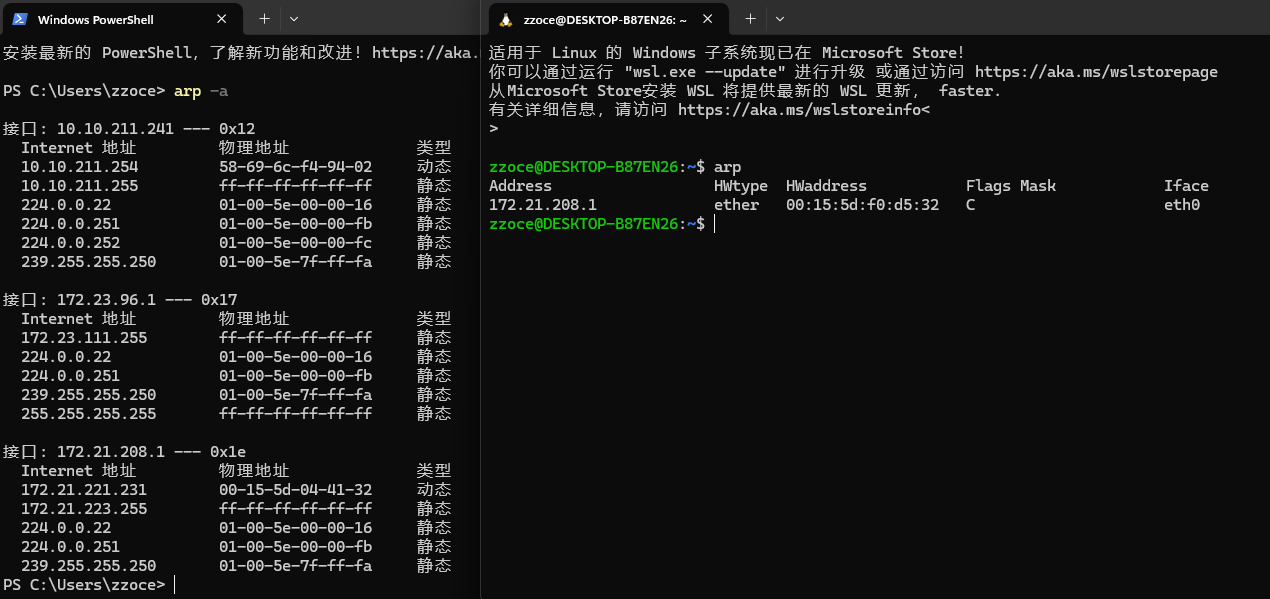 Windows PowerShell
安装最新的 PowerShell，了解新功能和改进！https://aka.
PS C:\Users\zzoce> arp -a
接口: 10.10.211.241 --- 0x12
Internet 地址 物理地址 类型
10.10.211.254 58-69-6c-f4-94-02 动态
10.10.211.255 ff-ff-ff-ff-ff-ff 静态
224.0.0.22 01-00-5e-00-00-16 静态
224.0.0.251 01-00-5e-00-00-fb 静态
224.0.0.252 01-00-5e-00-00-fc 静态
239.255.255.250 01-00-5e-7f-ff-fa 静态
接口: 172.23.96.1 --- 0x17
Internet 地址 物理地址 类型
172.23.111.255 ff-ff-ff-ff-ff-ff 静态
224.0.0.22 01-00-5e-00-00-16 静态
224.0.0.251 01-00-5e-00-00-fb 静态
239.255.255.250 01-00-5e-7f-ff-fa 静态
255.255.255.255 ff-ff-ff-ff-ff-ff 静态
接口: 172.21.208.1 --- 0x1e
Internet 地址 物理地址 类型
172.21.221.231 00-15-5d-04-41-32 动态
172.21.223.255 ff-ff-ff-ff-ff-ff 静态
224.0.0.22 01-00-5e-00-00-16 静态
224.0.0.251 01-00-5e-00-00-fb 静态
239.255.255.250 01-00-5e-7f-ff-fa 静态
PS C:\Users\zzoce>
zzoce@DESKTOP-B87EN26: ~
适用于 Linux 的 Windows 子系统现已在 Microsoft Store!
你可以通过运行 "wsl.exe --update" 进行升级 或通过访问 https://aka.ms/wslstorepage
从Microsoft Store安装 WSL 将提供最新的 WSL 更新， faster.
有关详细信息，请访问 https://aka.ms/wslstoreinfo<
>
zzoce@DESKTOP-B87EN26:~$ arp
Address HWtype HWaddress Flags Mask Iface
172.21.208.1 ether 00:15:5d:f0:d5:32 C eth0
zzoce@DESKTOP-B87EN26:~$